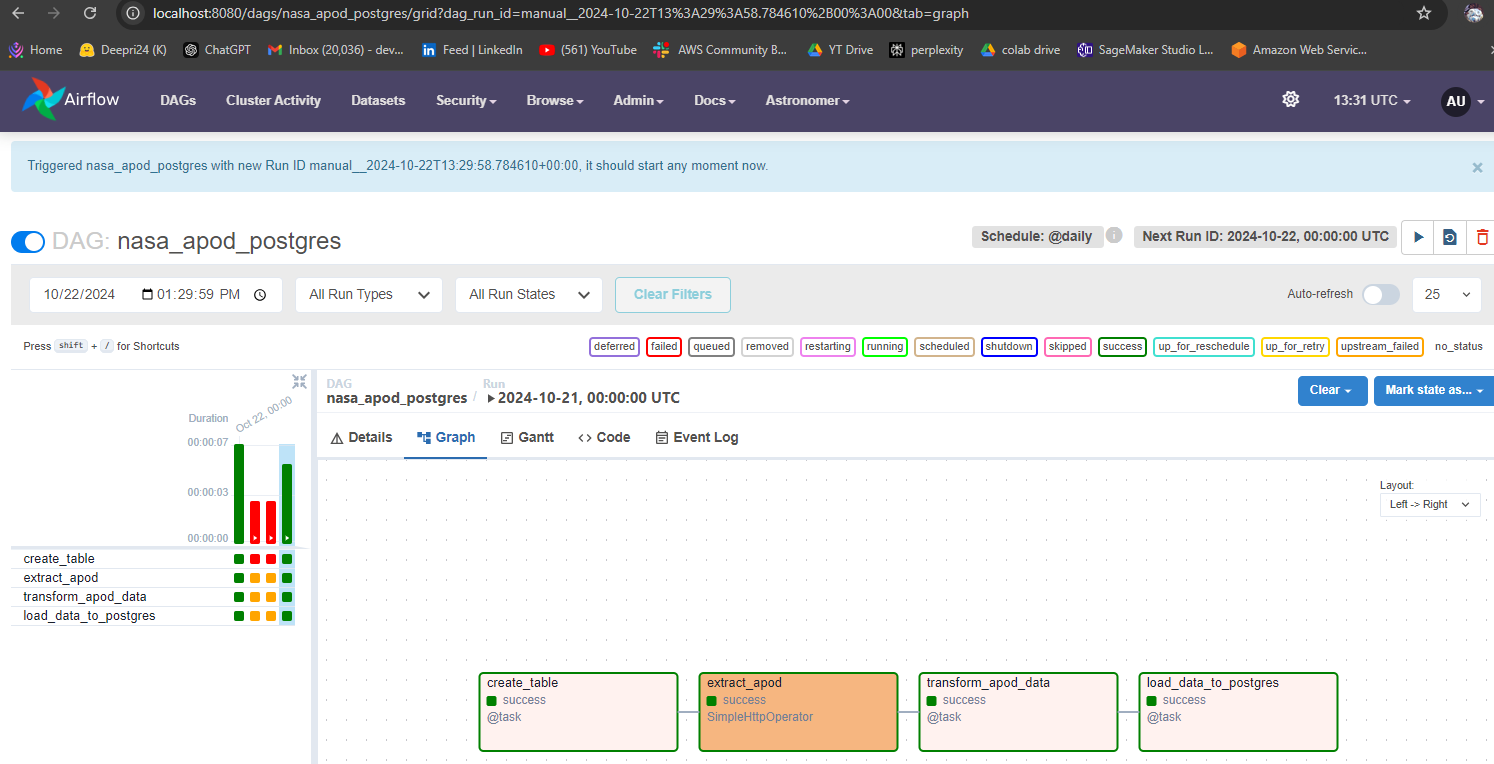 localhost:8080/dags/nasa_apod_postgres/grid?dag_run_id=manual__2024-10-22T13%3A29%3A58.784610%2B00%3A00&tab=graph
Home Deepri24 (K) ChatGPT Inbox (20,036) - dev... Feed | LinkedIn (561) YouTube AWS Community B... YT Drive perplexity colab drive SageMaker Studio L... Amazon Web Servic...
Airflow DAGs Cluster Activity Datasets Security Browse Admin Docs Astronomer 13:31 UTC AU
Triggered nasa_apod_postgres with new Run ID manual__2024-10-22T13:29:58.784610+00:00, it should start any moment now. ×
DAG: nasa_apod_postgres Schedule: @daily i Next Run ID: 2024-10-22, 00:00:00 UTC
10/22/2024 01:29:59 PM All Run Types All Run States Clear Filters Auto-refresh 25
Press shift + / for Shortcuts deferred failed queued removed restarting running scheduled shutdown skipped success up_for_reschedule up_for_retry upstream_failed no_status
DAG Run
nasa_apod_postgres / 2024-10-21, 00:00:00 UTC Clear Mark state as...
Duration Oct 22, 00:00
00:00:07
00:00:03
00:00:00
create_table
extract_apod
transform_apod_data
load_data_to_postgres
Details Graph Gantt Code Event Log
Layout:
Left -> Right
create_table
success
@task
extract_apod
success
SimpleHttpOperator
transform_apod_data
success
@task
load_data_to_postgres
success
@task